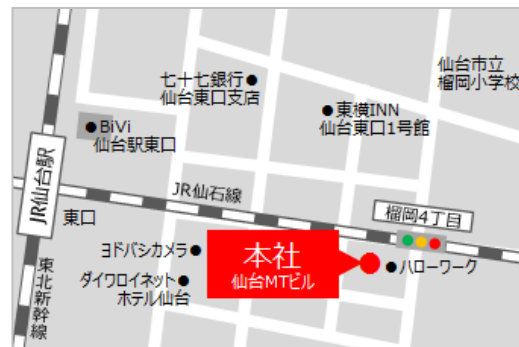 仙台市立
榴岡小学校
七十七銀行
仙台東口支店
東横INN
仙台東口1号館
BiVi
仙台駅東口
JR仙台駅
JR仙石線
東口
榴岡4丁目
ヨドバシカメラ
本社
仙台MTビル
ハローワーク
ダイワロイネット
ホテル仙台
東北新幹線